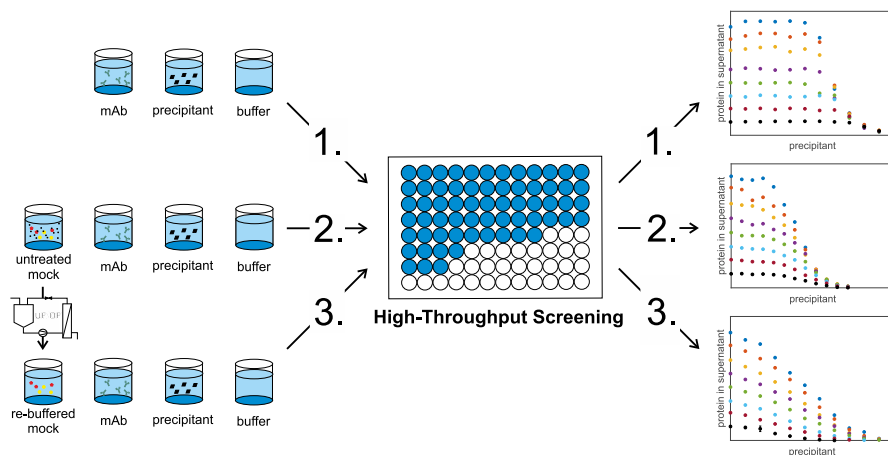 mAb
precipitant
buffer
1.
1.
protein in supernatant
precipitant
untreated
mock
mAb
precipitant
buffer
2.
2.
protein in supernatant
precipitant
UF-DF
High-Throughput Screening
re-buffered
mock
mAb
precipitant
buffer
3.
3.
protein in supernatant
precipitant